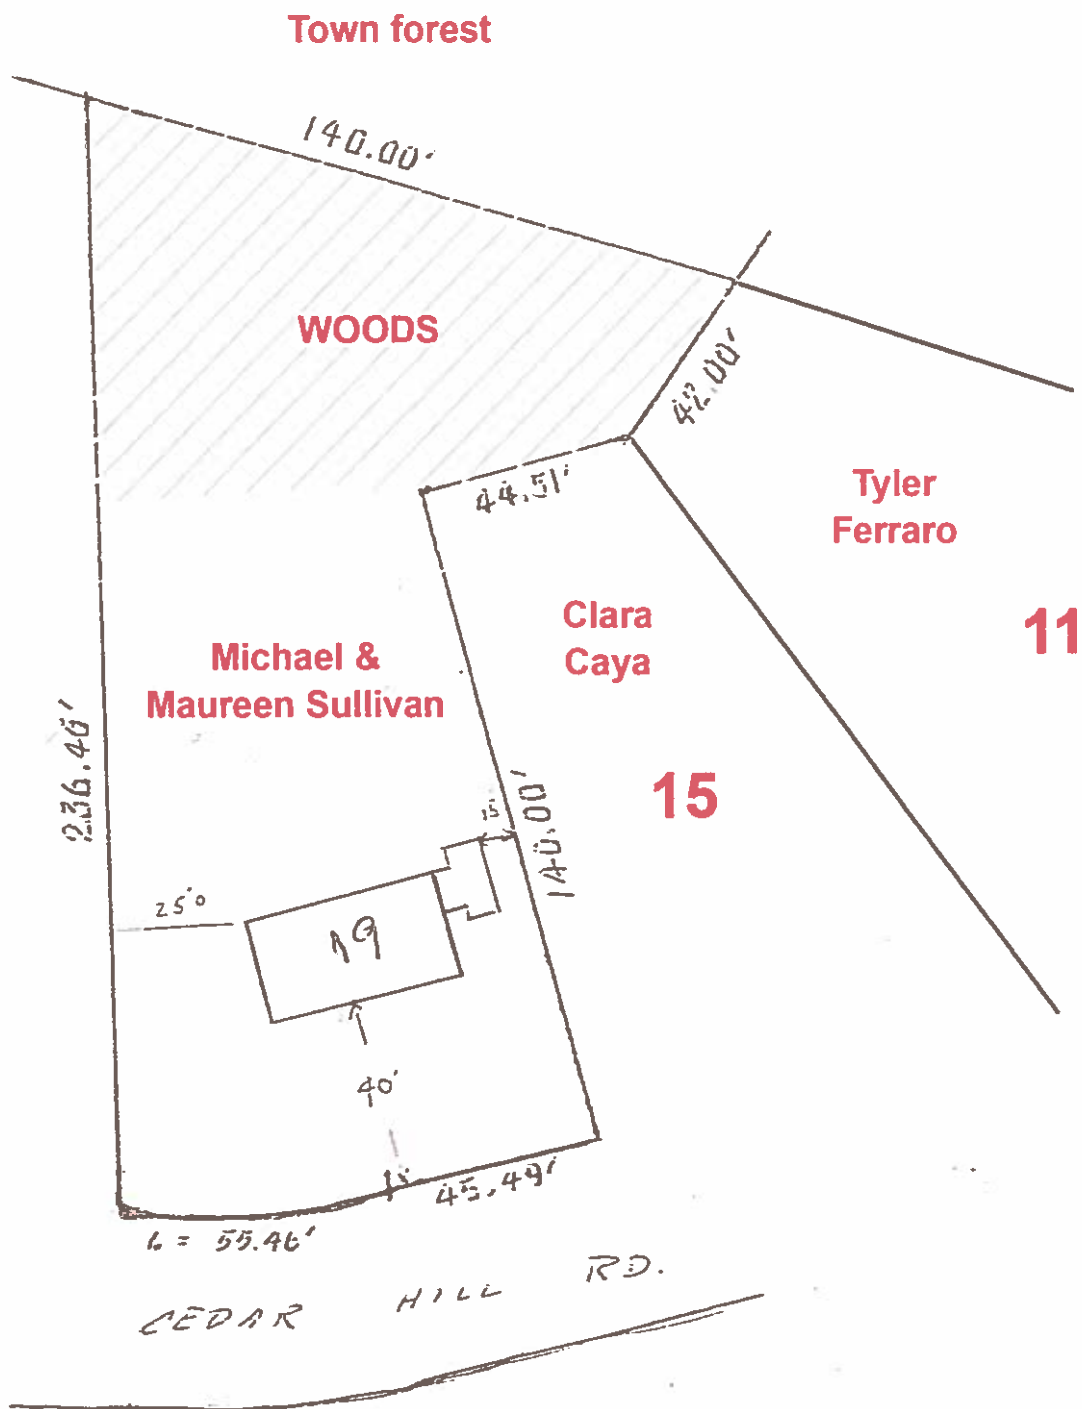 Town forest
140.00'
WOODS
42.00'
44.51'
Tyler
Ferraro
Clara
Caya
11
Michael &
Maureen Sullivan
236.40'
15
15'
140.00'
25'0
19
40'
45.49'
L = 55.46'
CEDAR HILL RD.